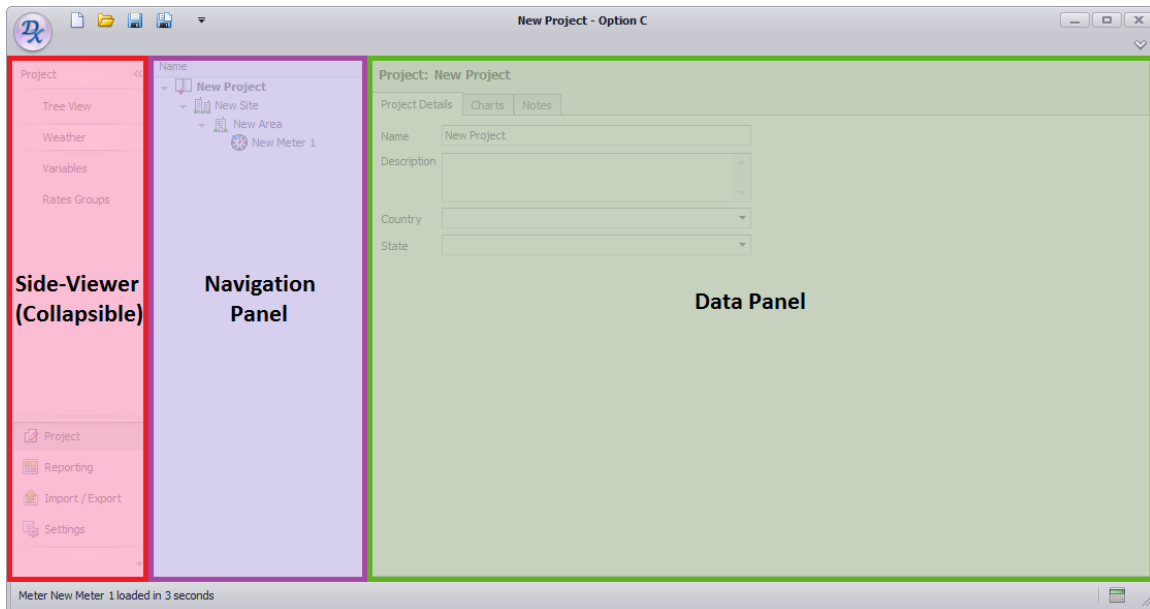 New Project - Option C
Project «
Tree View
Weather
Variables
Rates Groups
Side-Viewer
(Collapsible)
Project
Reporting
Import / Export
Settings
Name
New Project
New Site
New Area
New Meter 1
Navigation
Panel
Project: New Project
Project Details Charts Notes
Name New Project
Description
Country
State
Data Panel
Meter New Meter 1 loaded in 3 seconds